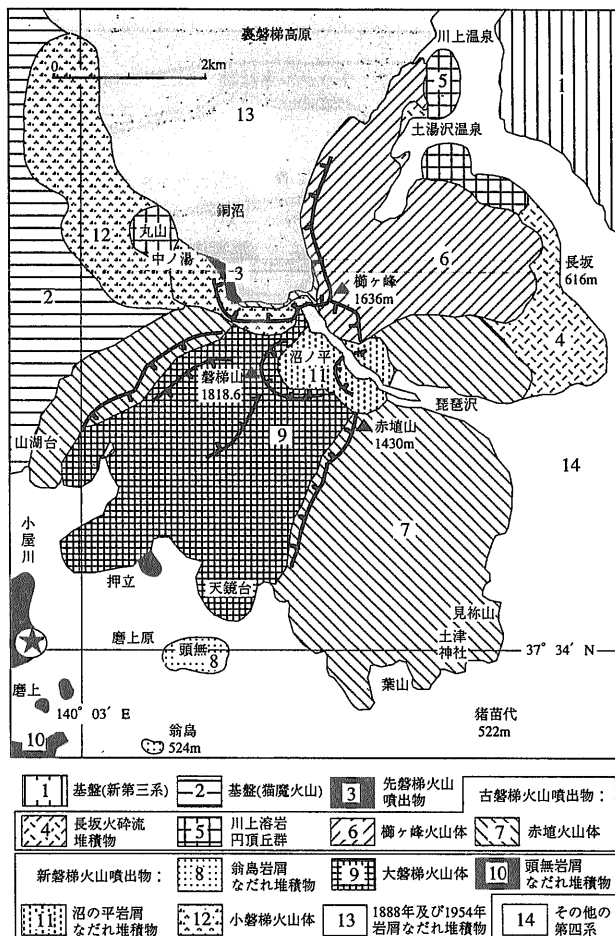 裏磐梯高原
川上温泉
0 2km
5
1
13
土湯沢温泉
銅沼
丸山
12 中ノ湯
3
6
長坂
616m
2
櫛ヶ峰
1636m
4
沼ノ平
11
磐梯山
1818.6
琵琶沢
山湖台
9
赤埴山
1430m
14
小屋川
7
押立
天鏡台
見祢山
磨上原
頭無
8
土津
神社
37° 34′ N
磨上
葉山
140° 03′ E
猪苗代
522m
翁島
524m
10
1 基盤(新第三系)
2 基盤(猫魔火山)
3 先磐梯火山
噴出物
古磐梯火山噴出物：
4 長坂火砕流
堆積物
5 川上溶岩
円頂丘群
6 櫛ヶ峰火山体
7 赤埴火山体
新磐梯火山噴出物：
8 翁島岩屑
なだれ堆積物
9 大磐梯火山体
10 頭無岩屑
なだれ堆積物
11 沼の平岩屑
なだれ堆積物
12 小磐梯火山体
13 1888年及び1954年
岩屑なだれ堆積物
14 その他の
第四系